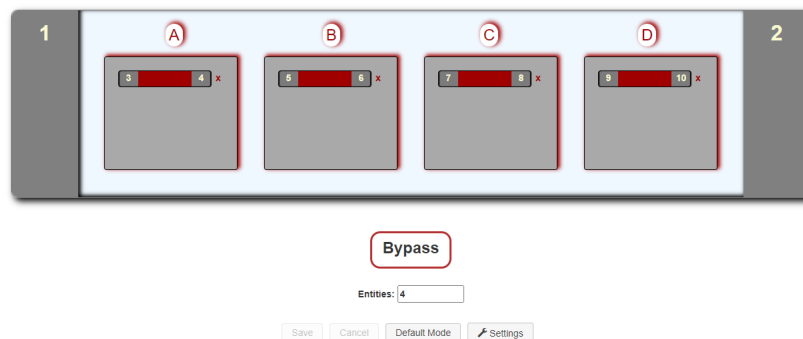 1 A B C D 2
3 4 x 5 6 x 7 8 x 9 10 x
Bypass
Entities: 4
Save Cancel Default Mode Settings